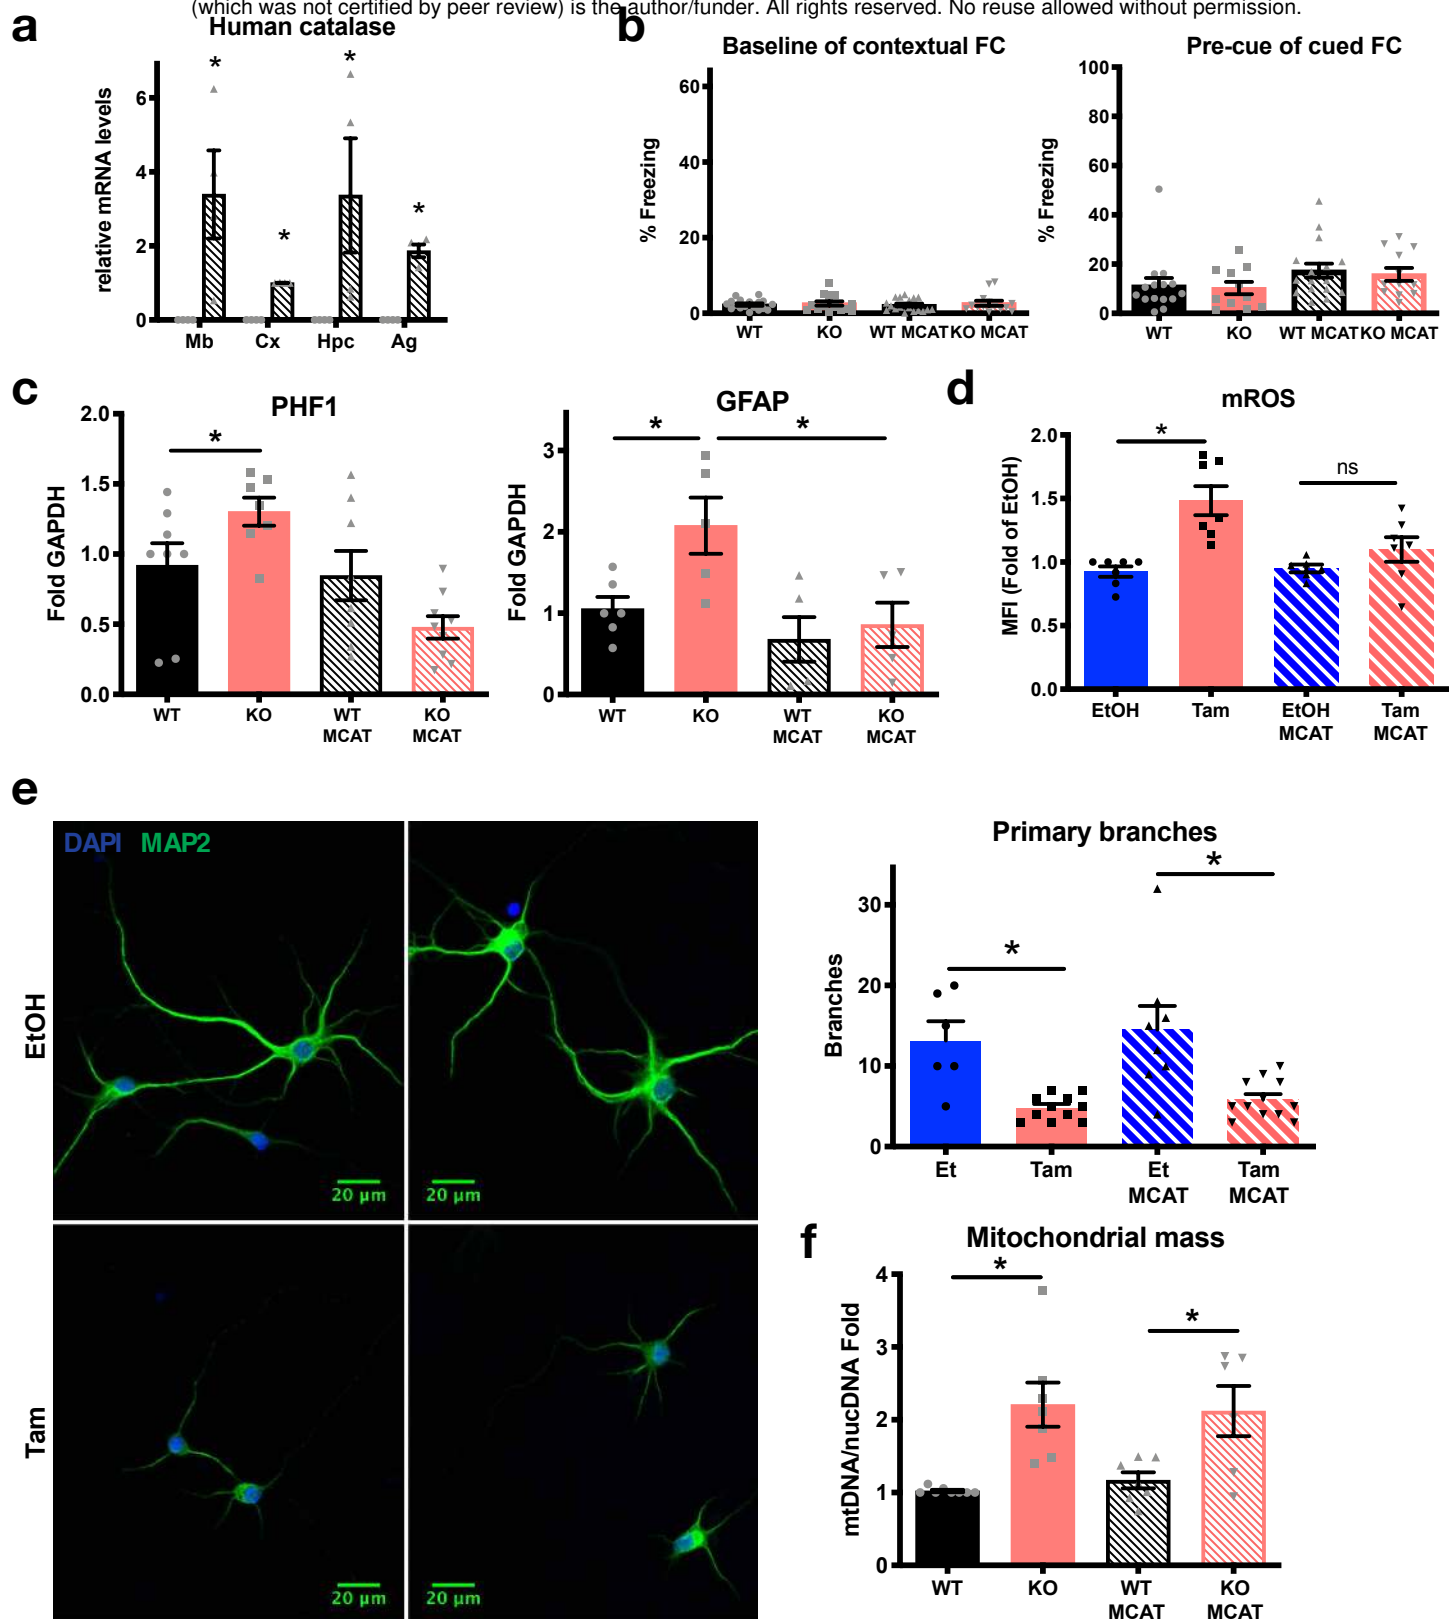 (which was not certified by peer review) is the author/funder. All rights reserved. No reuse allowed without permission.
a
Human catalase
relative mRNA levels
6
4
2
0
* * * *
Mb Cx Hpc Ag
b
Baseline of contextual FC
% Freezing
60
40
20
0
WT KO WT MCAT KO MCAT
Pre-cue of cued FC
% Freezing
100
80
60
40
20
0
WT KO WT MCAT KO MCAT
c
PHF1
Fold GAPDH
2.0
1.5
1.0
0.5
0.0
*
WT KO WT MCAT KO MCAT
GFAP
Fold GAPDH
3
2
1
0
* *
WT KO WT MCAT KO MCAT
d
mROS
MFI (Fold of EtOH)
2.0
1.5
1.0
0.5
0.0
* ns
EtOH Tam EtOH MCAT Tam MCAT
e
DAPI MAP2
EtOH
20 µm 20 µm
Tam
20 µm 20 µm
Primary branches
Branches
30
20
10
0
* *
Et Tam Et MCAT Tam MCAT
f
Mitochondrial mass
mtDNA/nucDNA Fold
4
3
2
1
0
* *
WT KO WT MCAT KO MCAT